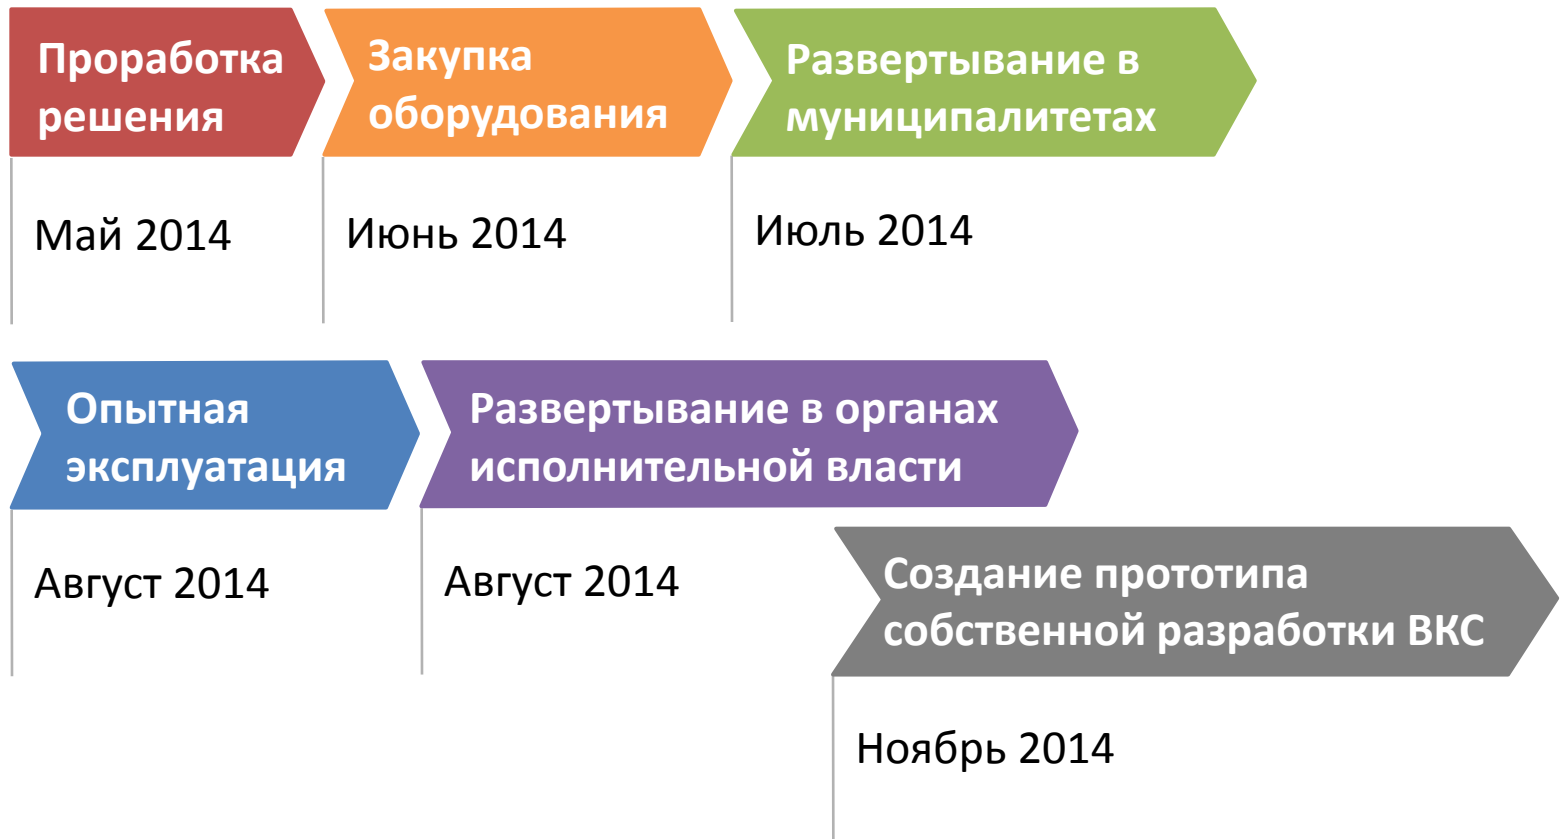 Проработка
решения
Май 2014
Закупка
оборудования
Июнь 2014
Развертывание в
муниципалитетах
Июль 2014
Опытная
эксплуатация
Август 2014
Развертывание в органах
исполнительной власти
Август 2014
Создание прототипа
собственной разработки ВКС
Ноябрь 2014